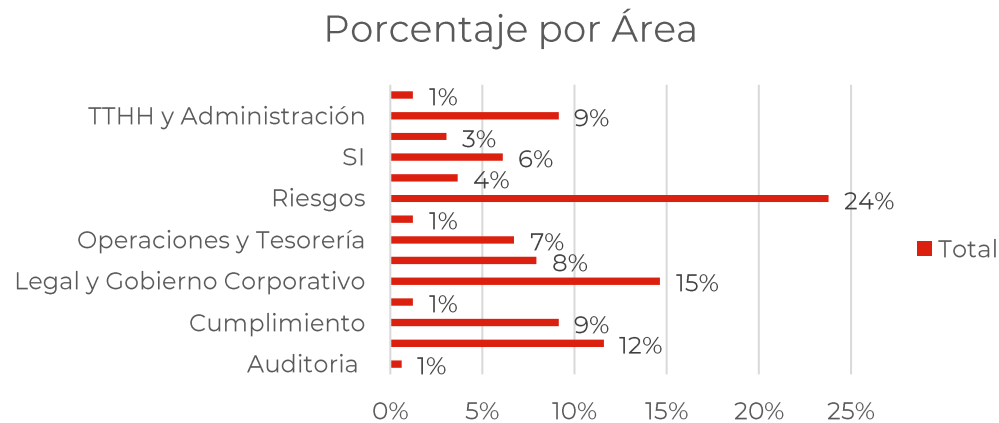 Porcentaje por Área
1%
TTHH y Administración 9%
3%
SI 6%
4%
Riesgos 24%
1%
Operaciones y Tesorería 7%
8%
Legal y Gobierno Corporativo 15%
1%
Cumplimiento 9%
12%
Auditoria 1%
0% 5% 10% 15% 20% 25%
Total